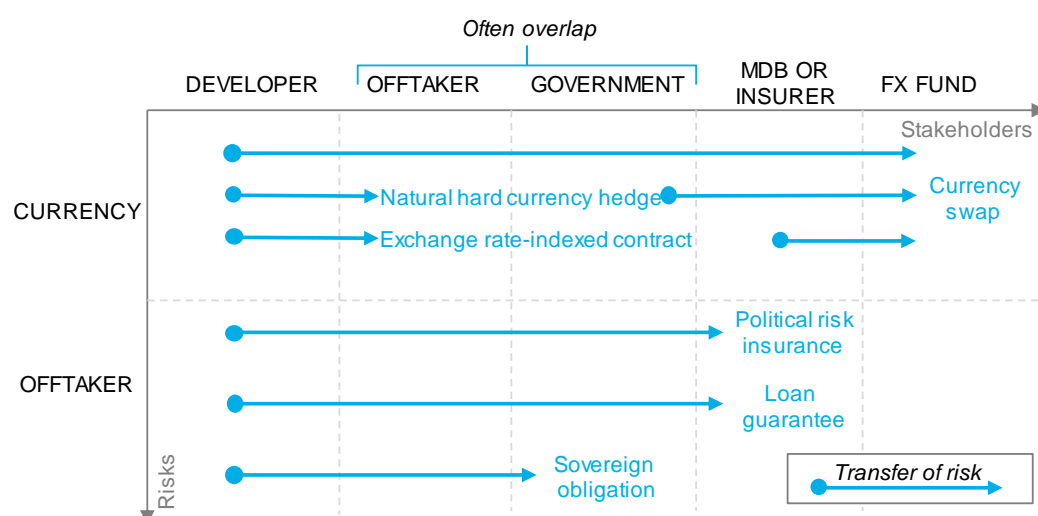 Often overlap
DEVELOPER
OFFTAKER
GOVERNMENT
MDB OR
INSURER
FX FUND
Stakeholders
CURRENCY
Natural hard currency hedge
Currency
swap
Exchange rate-indexed contract
OFFTAKER
Political risk
insurance
Loan
guarantee
Sovereign
obligation
Risks
Transfer of risk